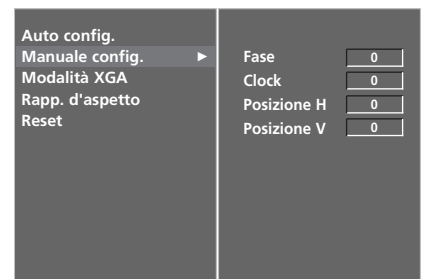 Auto config.
Manuale config. ►
Modalità XGA
Rapp. d'aspetto
Reset
Fase 0
Clock 0
Posizione H 0
Posizione V 0